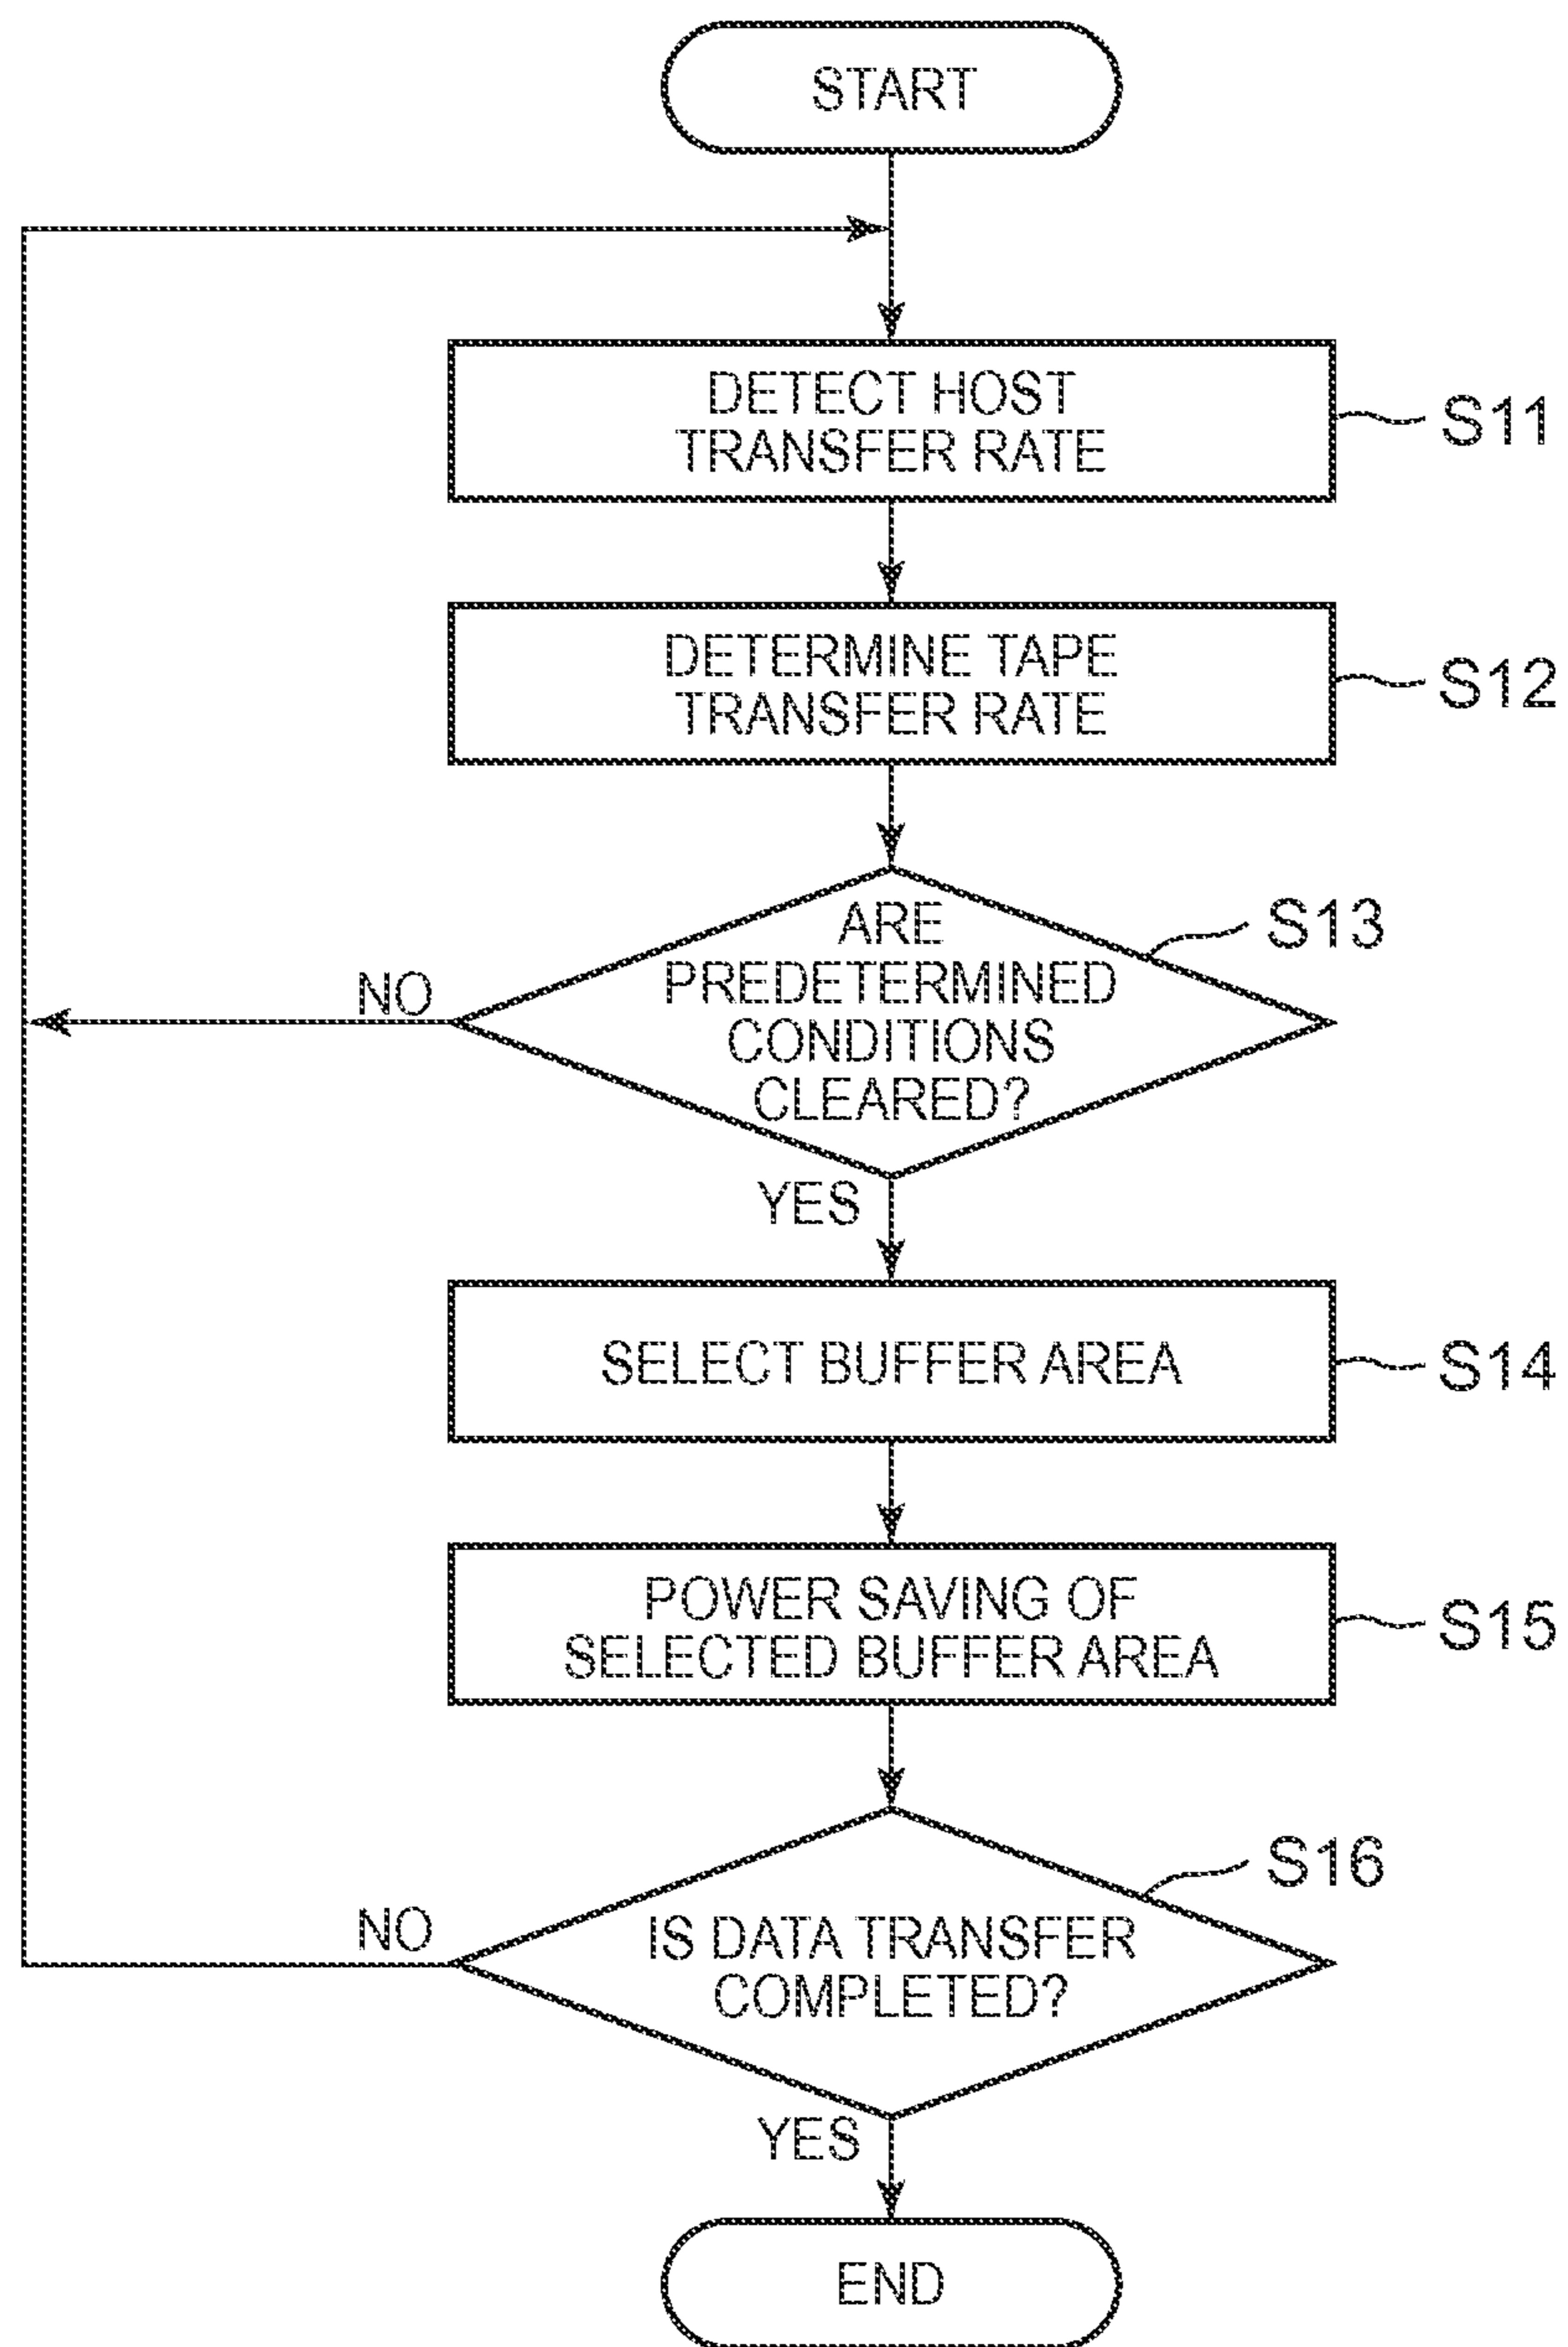 START
DETECT HOST
TRANSFER RATE
S11
DETERMINE TAPE
TRANSFER RATE
S12
ARE
PREDETERMINED
CONDITIONS
CLEARED?
S13
NO
YES
SELECT BUFFER AREA
S14
POWER SAVING OF
SELECTED BUFFER AREA
S15
IS DATA TRANSFER
COMPLETED?
S16
NO
YES
END